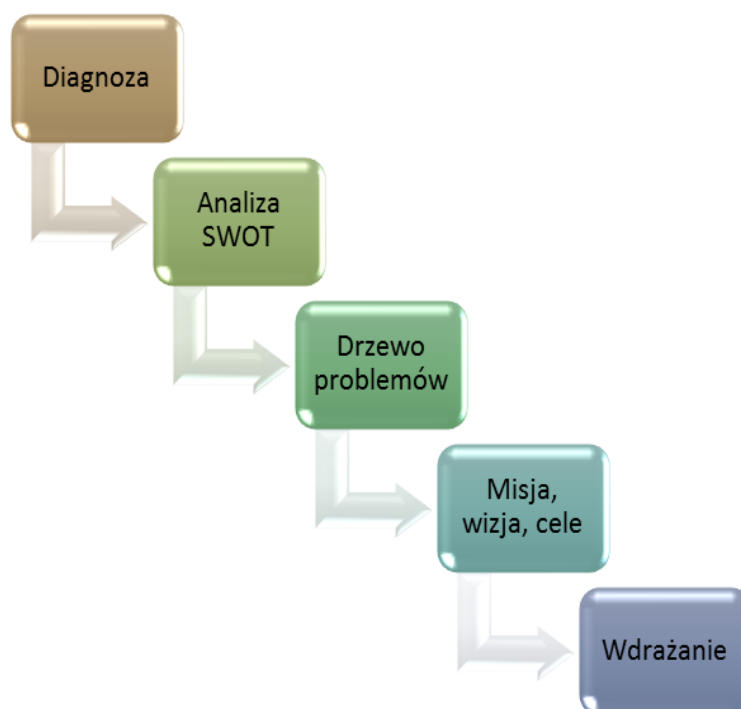 Diagnoza
Analiza
SWOT
Drzewo
problemów
Misja,
wizja, cele
Wdrażanie